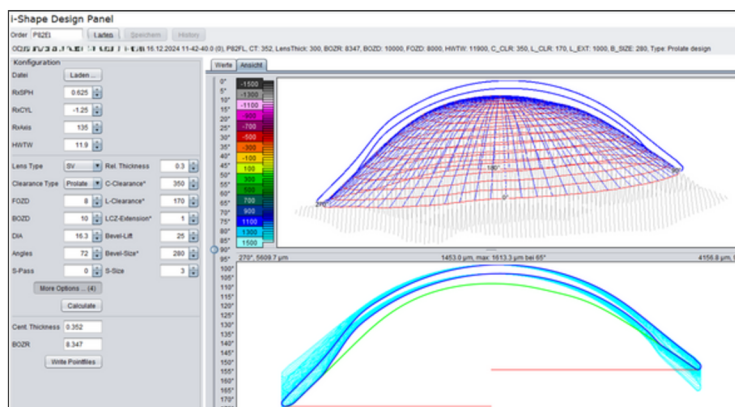 i-Shape Design Panel
Order P82FL Laden Speichern History
16.12.2024 11-42-40.0 (0), P82FL, CT: 352, LensThick: 300, BOZR: 8347, BOZD: 10000, FOZD: 8000, HWTW: 11900, C_CLR: 350, L_CLR: 170, L_EXT: 1000, B_SIZE: 280, Type: Prolate design
Konfiguration
Datei Laden ...
RxSPH 0.625
RxCYL -1.25
RxAxis 135
HWTW 11.9
Lens Type SV Rel. Thickness 0.3
Clearance Type Prolate C-Clearance* 350
FOZD 8 L-Clearance* 170
BOZD 10 LCZ-Extension* 1
DIA 16.3 Bevel-Lift 25
Angles 72 Bevel-Size* 280
S-Pass 0 S-Size 3
More Options ... (4)
Calculate
Cent. Thickness 0.352
BOZR 8.347
Write Pointfiles
Werte Ansicht
0°
5°
10°
15°
20°
25°
30°
35°
40°
45°
50°
55°
60°
65°
70°
75°
80°
85°
90°
95°
100°
105°
110°
115°
120°
125°
130°
135°
140°
145°
150°
155°
160°
165°
170°
-1500
-1300
-1100
-900
-700
-500
-300
-100
100
300
500
700
900
1100
1300
1500
270°
180°
90°
0°
270°, 5609.7 µm 1453.0 µm, max: 1613.3 µm bei 95° 4156.8 µm,